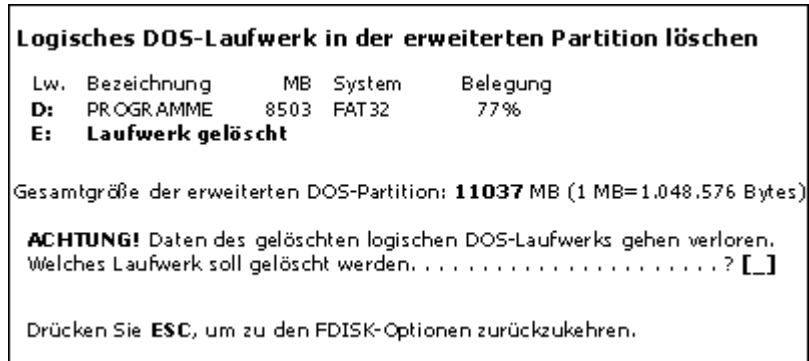 Logisches DOS-Laufwerk in der erweiterten Partition löschen
Lw. Bezeichnung MB System Belegung
D: PROGRAMME 8503 FAT32 77%
E: Laufwerk gelöscht
Gesamtgröße der erweiterten DOS-Partition: 11037 MB (1 MB=1.048.576 Bytes)
ACHTUNG! Daten des gelöschten logischen DOS-Laufwerks gehen verloren.
Welches Laufwerk soll gelöscht werden. . . . . . . . . . . . . . . . . . . . . . . ? [_]
Drücken Sie ESC, um zu den FDISK-Optionen zurückzukehren.